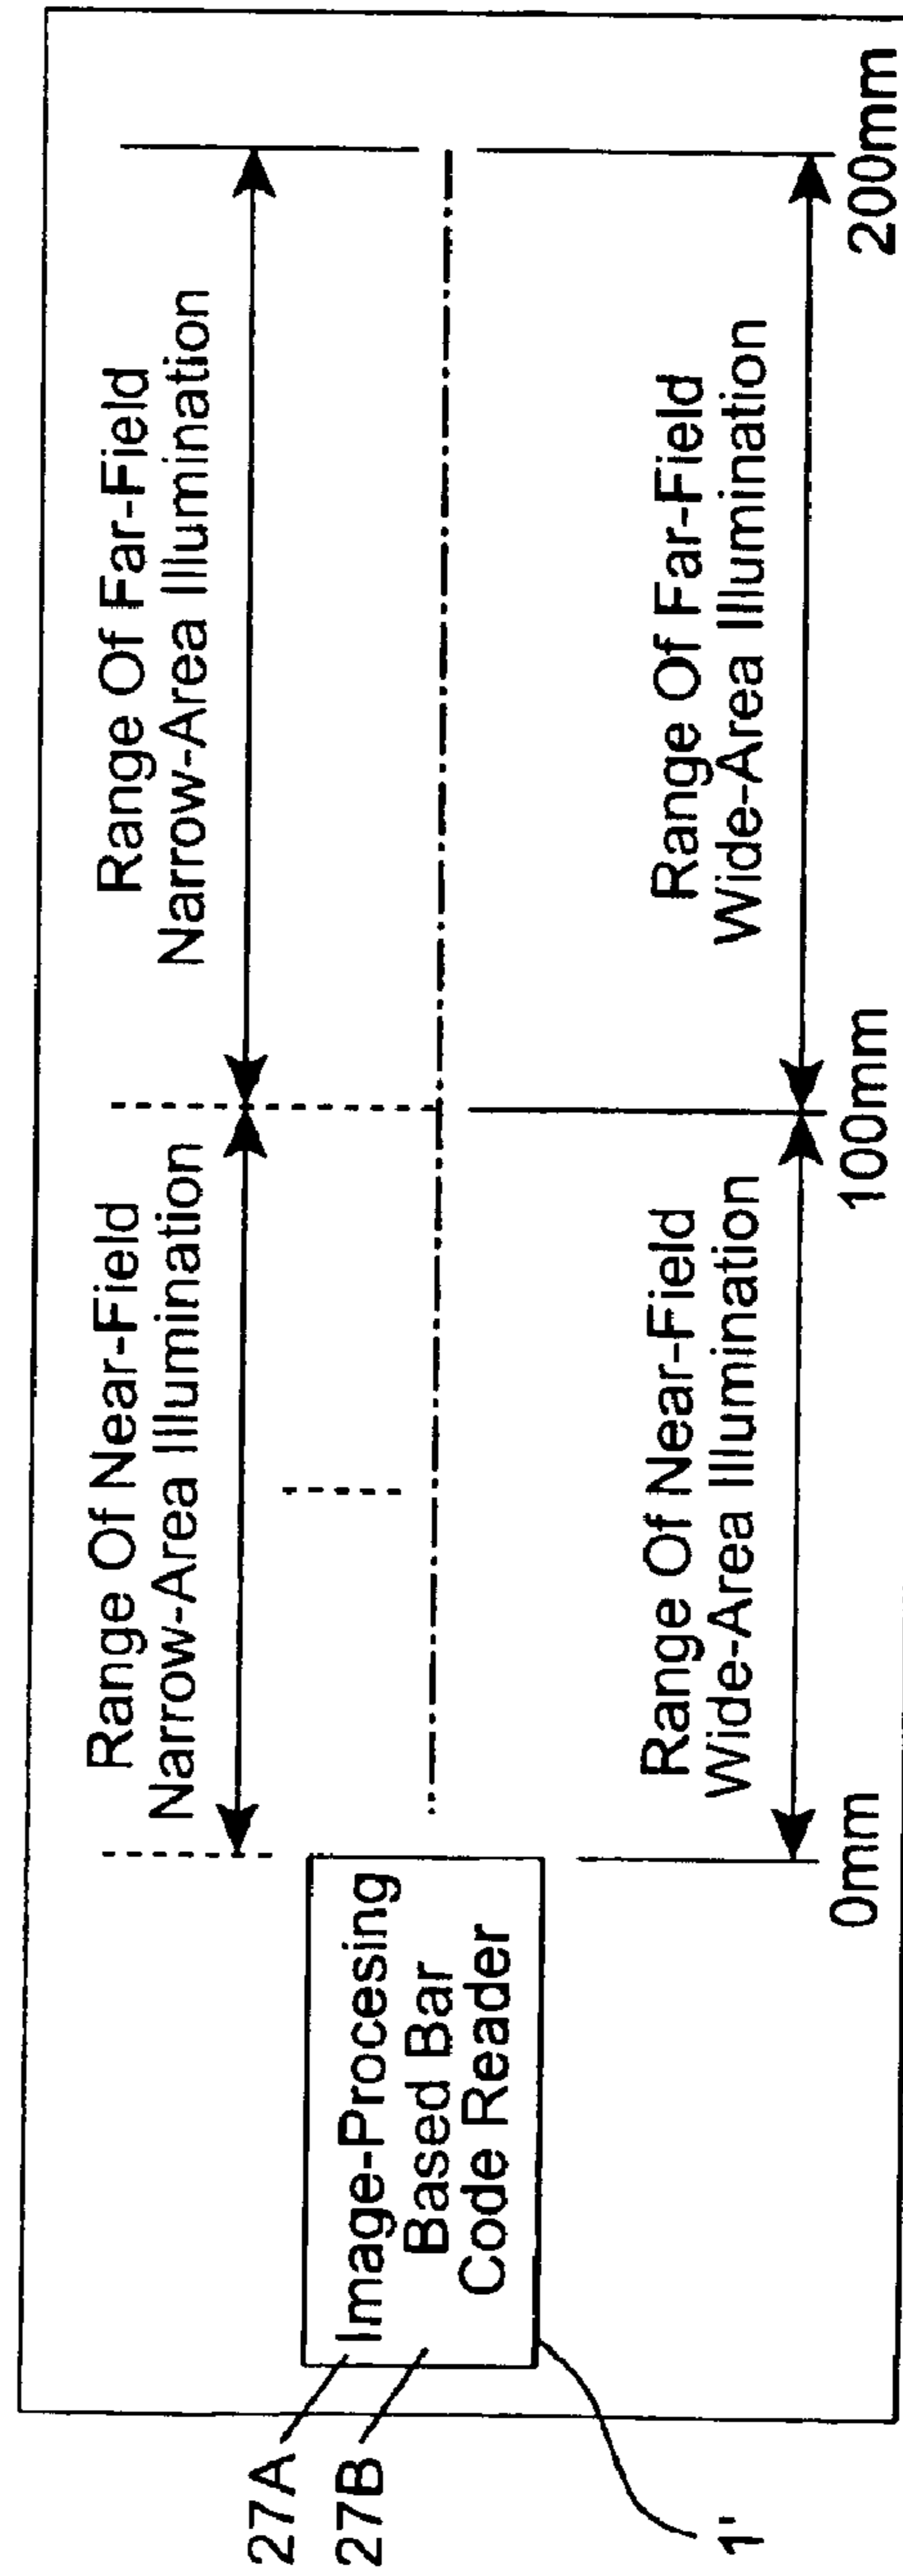 Range Of Near-Field
Narrow-Area Illumination
Range Of Far-Field
Narrow-Area Illumination
27A
27B
Image-Procesing
Based Bar
Code Reader
1'
Range Of Near-Field
Wide-Area Illumination
Range Of Far-Field
Wide-Area Illumination
0mm
100mm
200mm